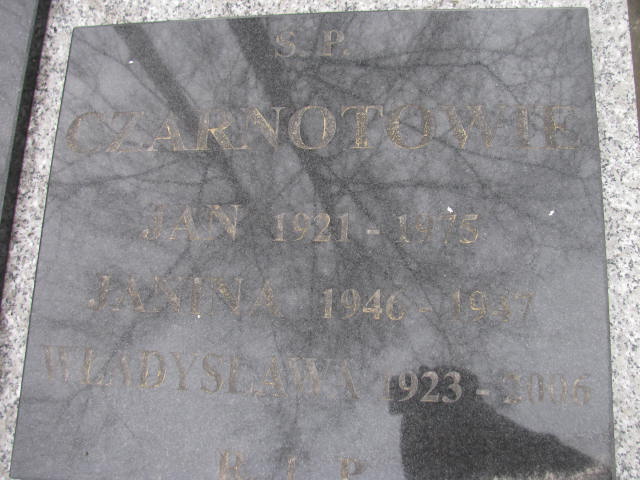 Ś. P.
CZARNOTOWIE
JAN 1921 - 1975
JANINA 1946 - 1947
WŁADYSŁAWA 1923 - 2006
R. I. P.